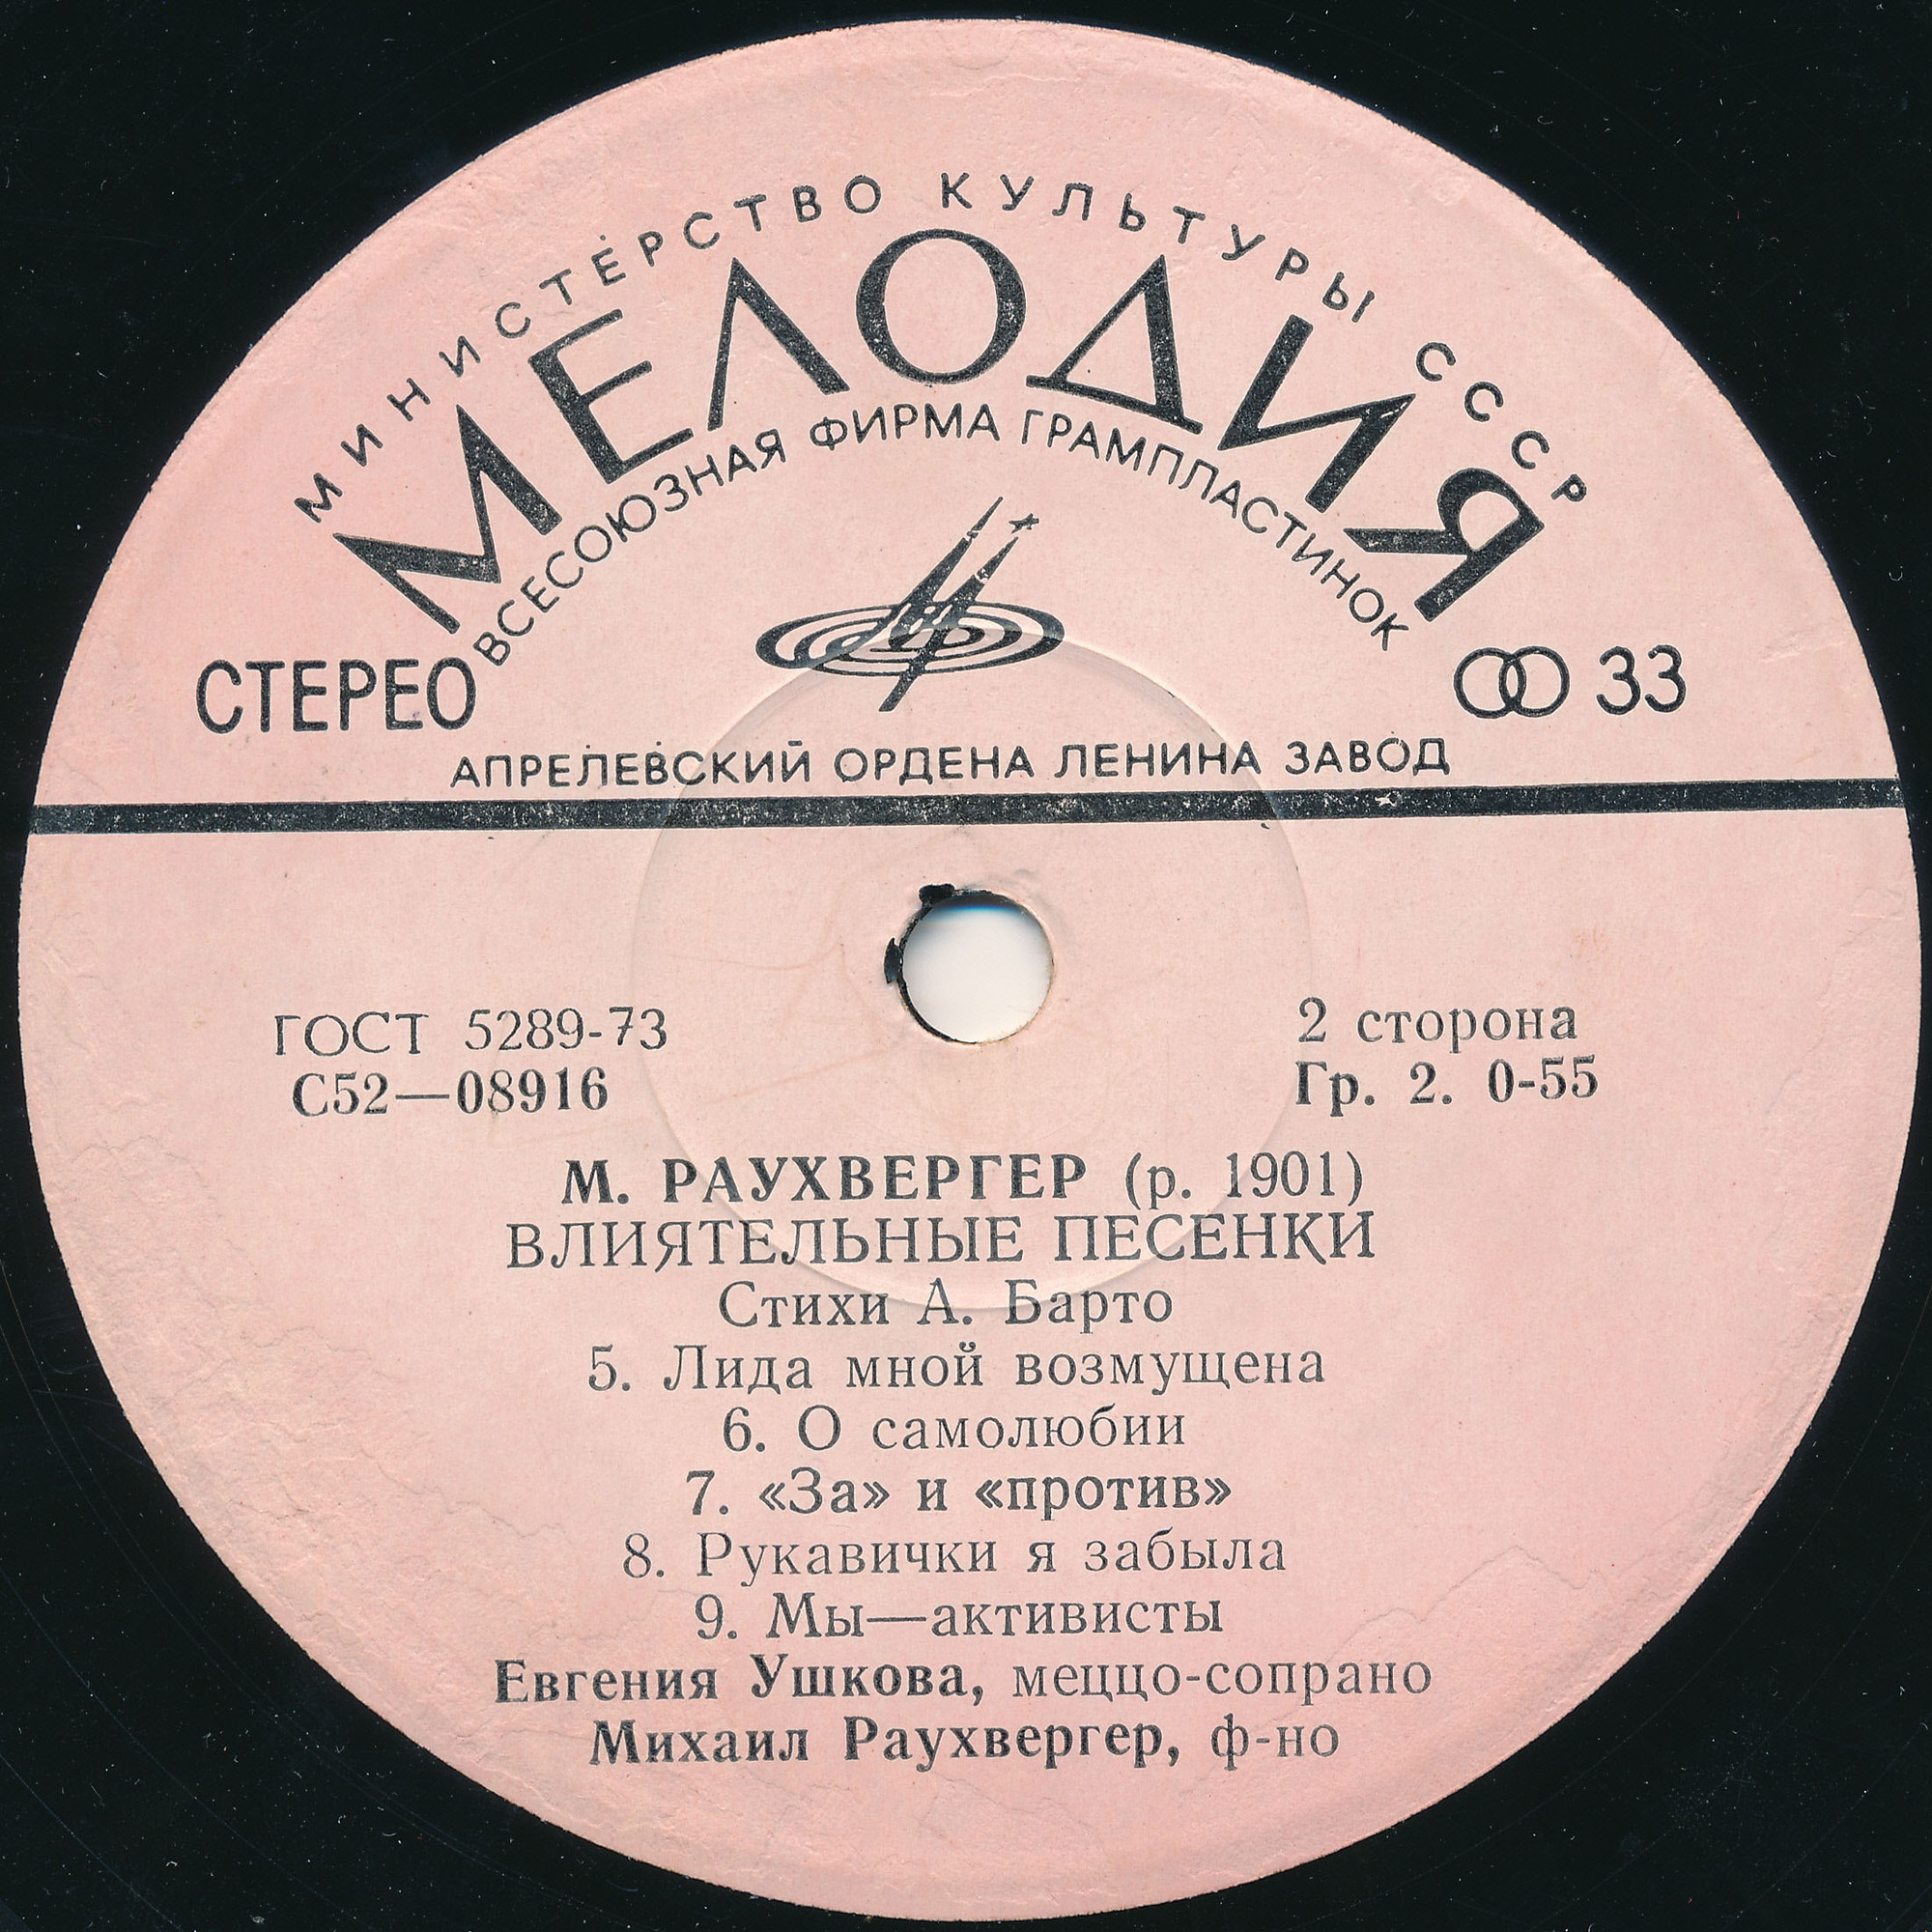 МИНИСТЕРСТВО КУЛЬТУРЫ СССР
МЕЛОДИЯ
ВСЕСОЮЗНАЯ ФИРМА ГРАМПЛАСТИНОК
СТЕРЕО
33
АПРЕЛЕВСКИЙ ОРДЕНА ЛЕНИНА ЗАВОД
ГОСТ 5289-73
С52—08916
2 сторона
Гр. 2. 0-55
М. РАУХВЕРГЕР (р. 1901)
ВЛИЯТЕЛЬНЫЕ ПЕСЕНКИ
Стихи А. Барто
5. Лида мной возмущена
6. О самолюбии
7. «За» и «против»
8. Рукавички я забыла
9. Мы—активисты
Евгения Ушкова, меццо-сопрано
Михаил Раухвергер, ф-но